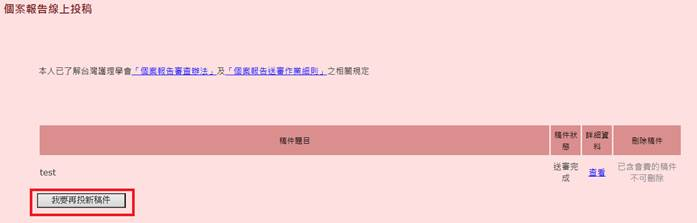 個案報告線上投稿
本人已了解台灣護理學會「個案報告審查辦法」及「個案報告送審作業細則」之相關規定
稿件題目 稿件狀態 詳細資料 刪除稿件
test 送審完成 查看 已含會費的稿件不可刪除
我要再投新稿件